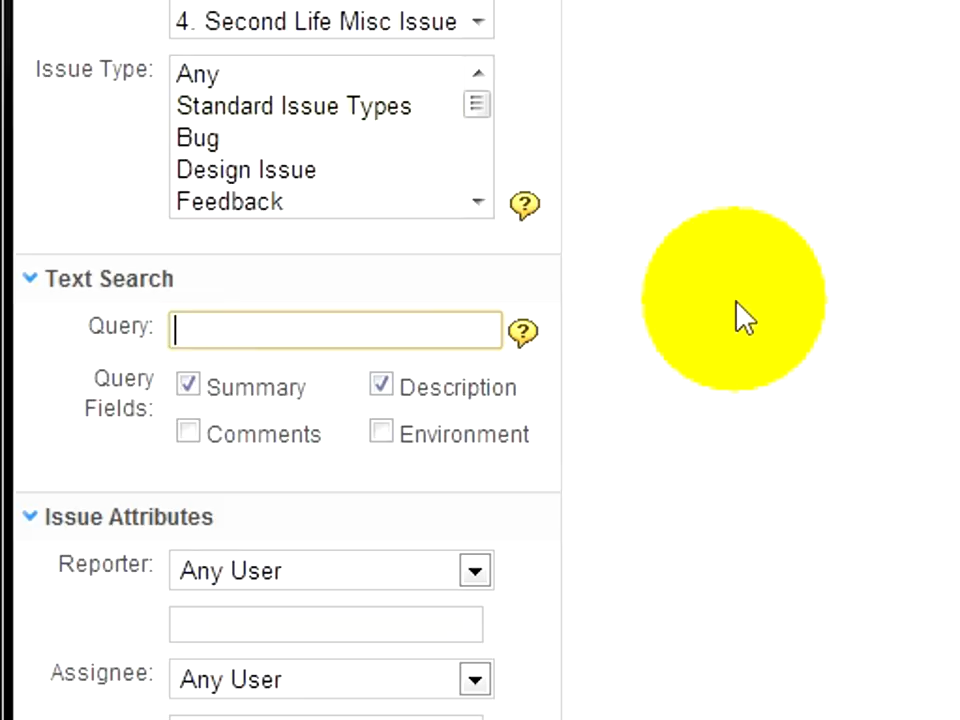 4. Second Life Misc Issue
Issue Type:
Any
Standard Issue Types
Bug
Design Issue
Feedback
?
Text Search
Query:
?
Query Fields:
Summary
Description
Comments
Environment
Issue Attributes
Reporter:
Any User
Assignee:
Any User